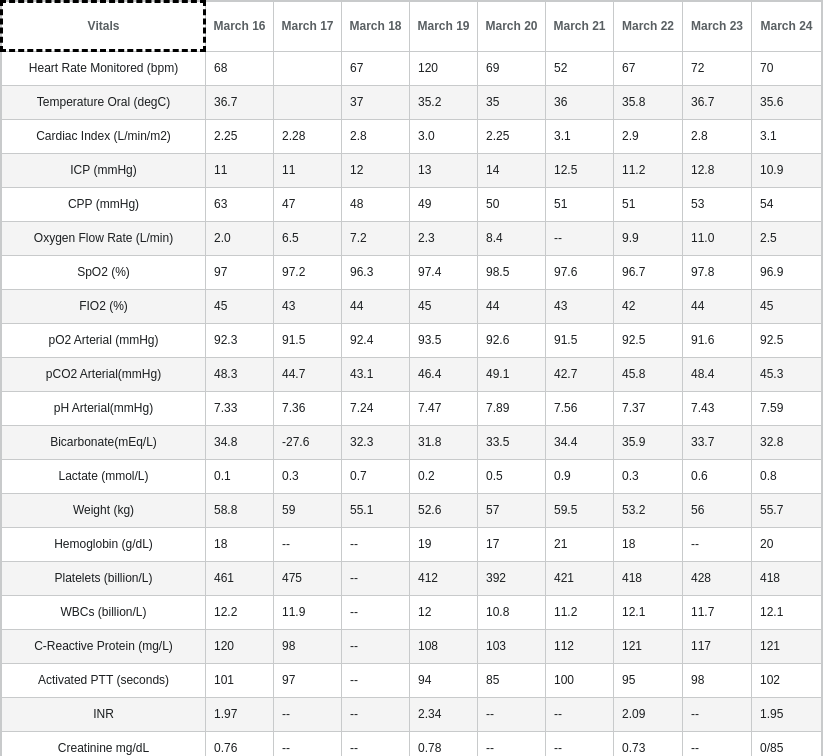 Vitals March 16 March 17 March 18 March 19 March 20 March 21 March 22 March 23 March 24
Heart Rate Monitored (bpm) 68 67 120 69 52 67 72 70
Temperature Oral (degC) 36.7 37 35.2 35 36 35.8 36.7 35.6
Cardiac Index (L/min/m2) 2.25 2.28 2.8 3.0 2.25 3.1 2.9 2.8 3.1
ICP (mmHg) 11 11 12 13 14 12.5 11.2 12.8 10.9
CPP (mmHg) 63 47 48 49 50 51 51 53 54
Oxygen Flow Rate (L/min) 2.0 6.5 7.2 2.3 8.4 -- 9.9 11.0 2.5
SpO2 (%) 97 97.2 96.3 97.4 98.5 97.6 96.7 97.8 96.9
FIO2 (%) 45 43 44 45 44 43 42 44 45
pO2 Arterial (mmHg) 92.3 91.5 92.4 93.5 92.6 91.5 92.5 91.6 92.5
pCO2 Arterial(mmHg) 48.3 44.7 43.1 46.4 49.1 42.7 45.8 48.4 45.3
pH Arterial(mmHg) 7.33 7.36 7.24 7.47 7.89 7.56 7.37 7.43 7.59
Bicarbonate(mEq/L) 34.8 -27.6 32.3 31.8 33.5 34.4 35.9 33.7 32.8
Lactate (mmol/L) 0.1 0.3 0.7 0.2 0.5 0.9 0.3 0.6 0.8
Weight (kg) 58.8 59 55.1 52.6 57 59.5 53.2 56 55.7
Hemoglobin (g/dL) 18 -- -- 19 17 21 18 -- 20
Platelets (billion/L) 461 475 -- 412 392 421 418 428 418
WBCs (billion/L) 12.2 11.9 -- 12 10.8 11.2 12.1 11.7 12.1
C-Reactive Protein (mg/L) 120 98 -- 108 103 112 121 117 121
Activated PTT (seconds) 101 97 -- 94 85 100 95 98 102
INR 1.97 -- -- 2.34 -- -- 2.09 -- 1.95
Creatinine mg/dL 0.76 -- -- 0.78 -- -- 0.73 -- 0/85